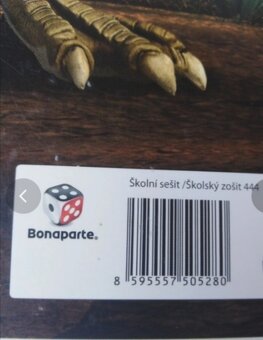 Školní sešit /Školský zošit 444
Bonaparte®
8 595557 505280